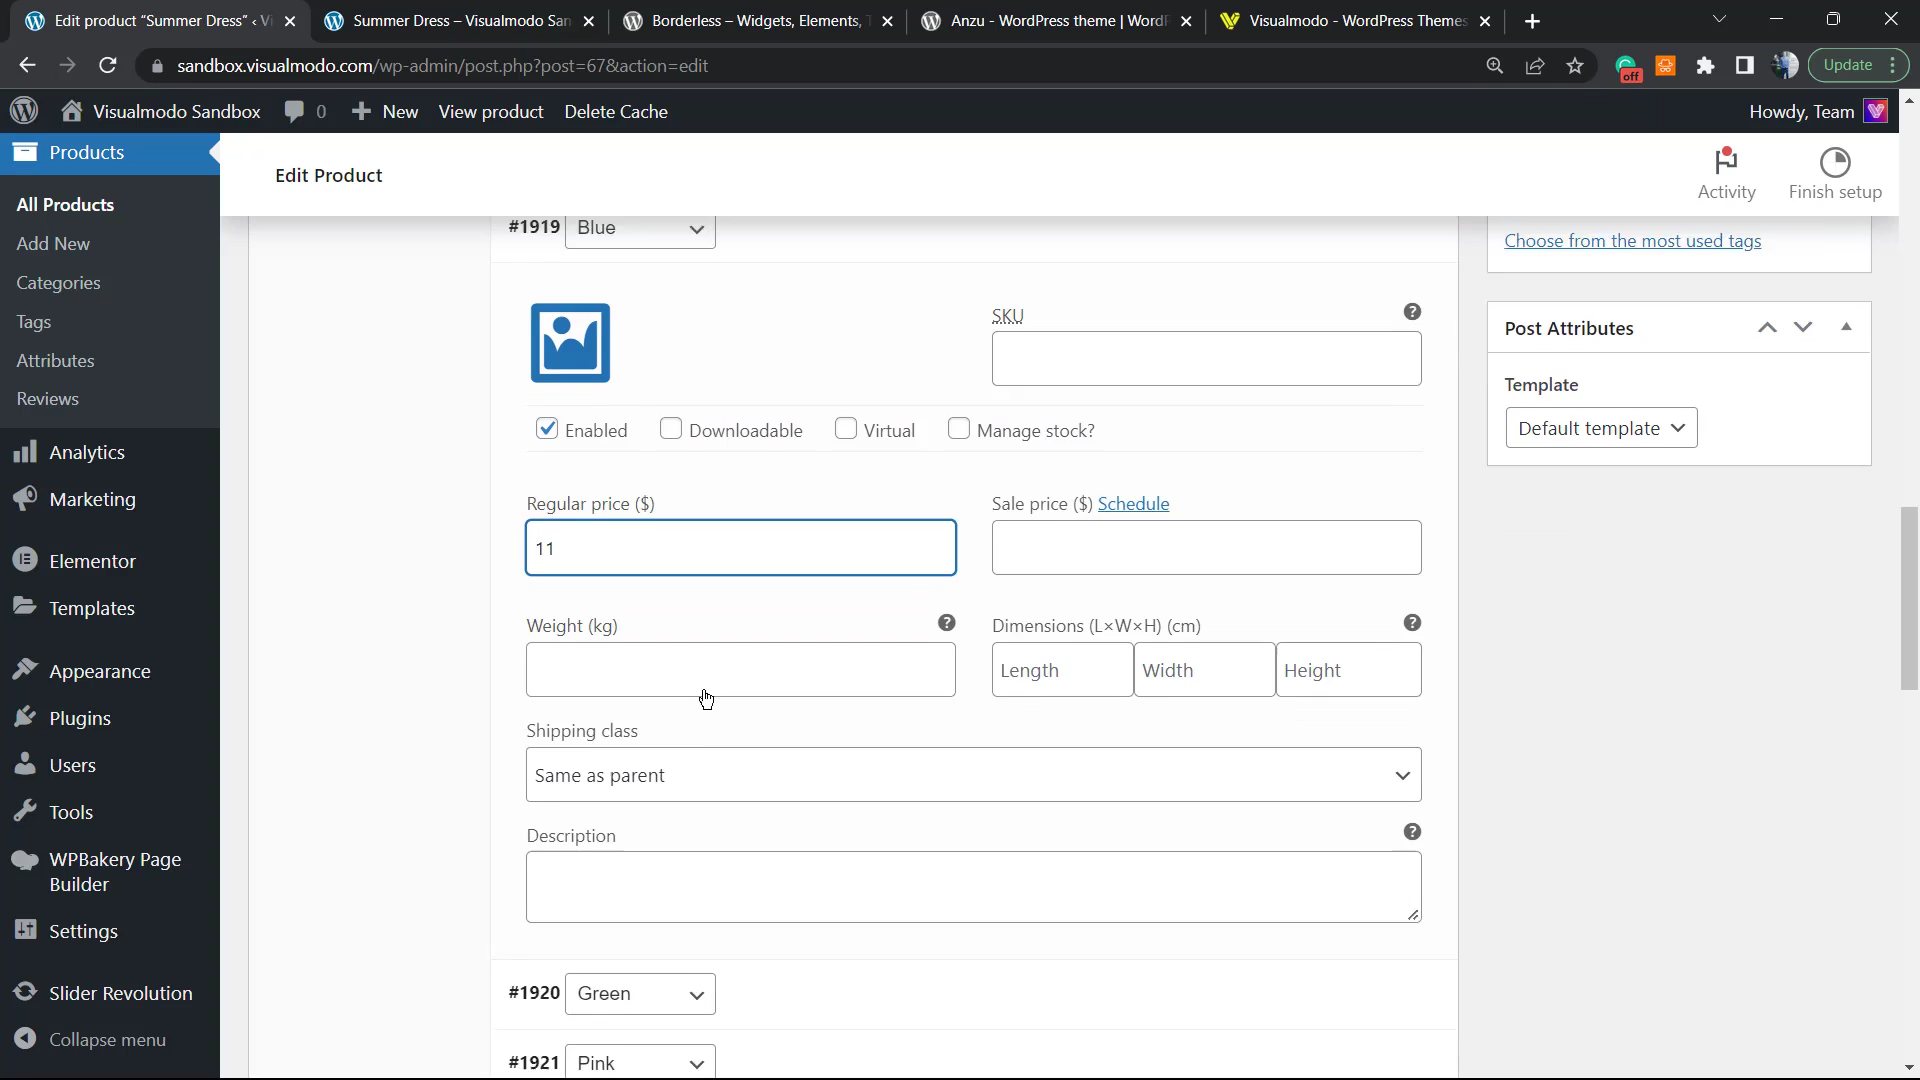 Edit product “Summer Dress” ‹ V
Summer Dress – Visualmodo San
Borderless – Widgets, Elements,
Anzu - WordPress theme | Word
Visualmodo - WordPress Themes
sandbox.visualmodo.com/wp-admin/post.php?post=67&action=edit
off
Update
Visualmodo Sandbox
0
New
View product
Delete Cache
Howdy, Team
Products
Edit Product
Activity
Finish setup
All Products
Add New
Categories
Tags
Attributes
Reviews
Analytics
Marketing
Elementor
Templates
Appearance
Plugins
Users
Tools
WPBakery Page
Builder
Settings
Slider Revolution
Collapse menu
#1919 Blue
SKU
Enabled
Downloadable
Virtual
Manage stock?
Regular price ($)
11
Sale price ($) Schedule
Weight (kg)
Dimensions (L×W×H) (cm)
Length
Width
Height
Shipping class
Same as parent
Description
#1920 Green
#1921 Pink
Choose from the most used tags
Post Attributes
Template
Default template